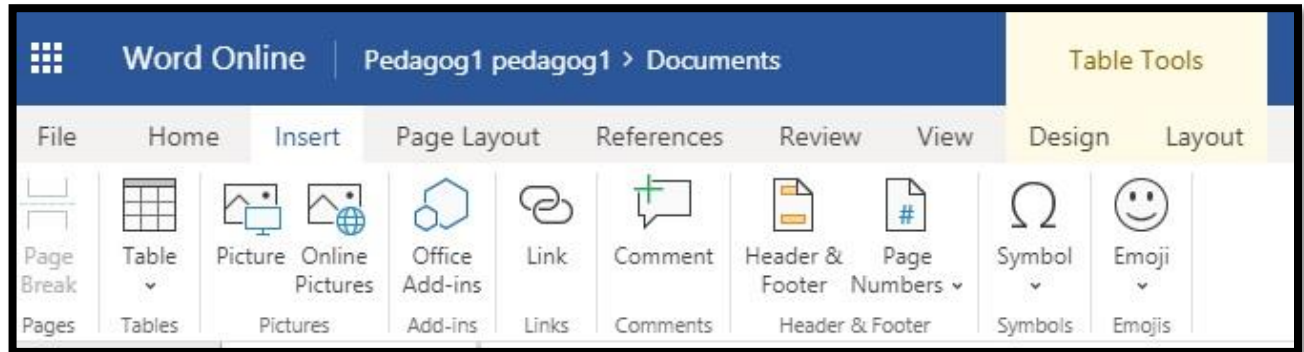 Word Online Pedagog1 pedagog1 > Documents Table Tools
File Home Insert Page Layout References Review View Design Layout
Page Break
Table
Picture
Online Pictures
Office Add-ins
Link
Comment
Header & Footer
Page Numbers
Symbol
Emoji
Pages Tables Pictures Add-ins Links Comments Header & Footer Symbols Emojis